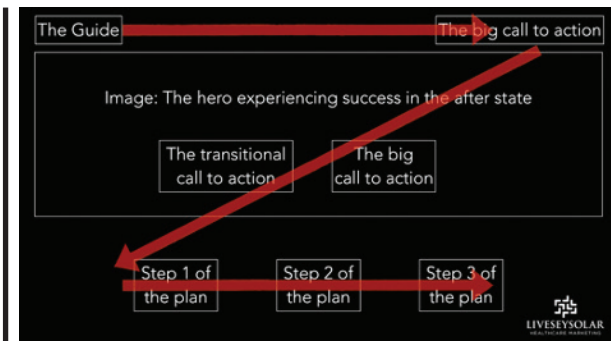 The Guide
The big call to action
Image: The hero experiencing success in the after state
The transitional
call to action
The big
call to action
Step 1 of
the plan
Step 2 of
the plan
Step 3 of
the plan
LIVESEYSOLAR
HEALTHCARE MARKETING